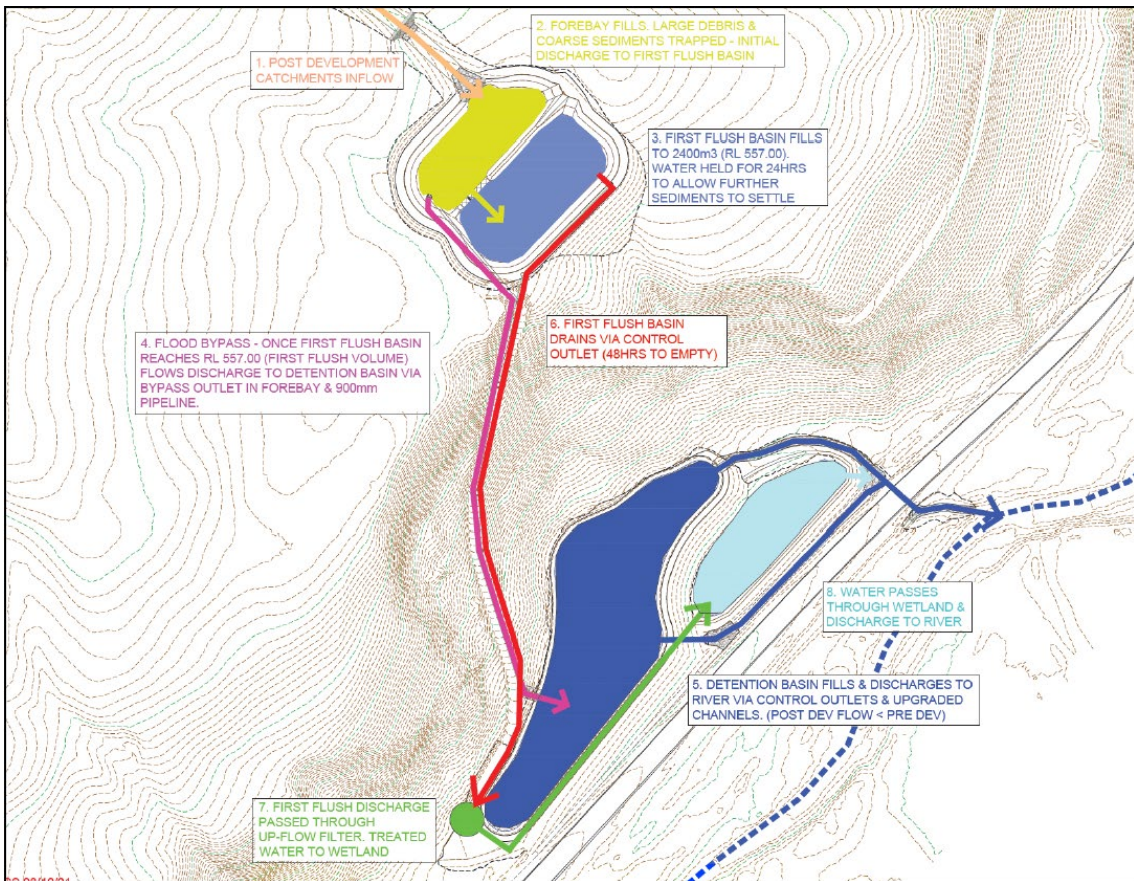 1. POST DEVELOPMENT
CATCHMENTS INFLOW
2. FOREBAY FILLS. LARGE DEBRIS &
COARSE SEDIMENTS TRAPPED - INITIAL
DISCHARGE TO FIRST FLUSH BASIN
3. FIRST FLUSH BASIN FILLS
TO 2400m3 (RL 557.00).
WATER HELD FOR 24HRS
TO ALLOW FURTHER
SEDIMENTS TO SETTLE
4. FLOOD BYPASS - ONCE FIRST FLUSH BASIN
REACHES RL 557.00 (FIRST FLUSH VOLUME)
FLOWS DISCHARGE TO DETENTION BASIN VIA
BYPASS OUTLET IN FOREBAY & 900mm
PIPELINE.
6. FIRST FLUSH BASIN
DRAINS VIA CONTROL
OUTLET (48HRS TO EMPTY)
8. WATER PASSES
THROUGH WETLAND &
DISCHARGE TO RIVER
5. DETENTION BASIN FILLS & DISCHARGES TO
RIVER VIA CONTROL OUTLETS & UPGRADED
CHANNELS. (POST DEV FLOW < PRE DEV)
7. FIRST FLUSH DISCHARGE
PASSED THROUGH
UP-FLOW FILTER. TREATED
WATER TO WETLAND